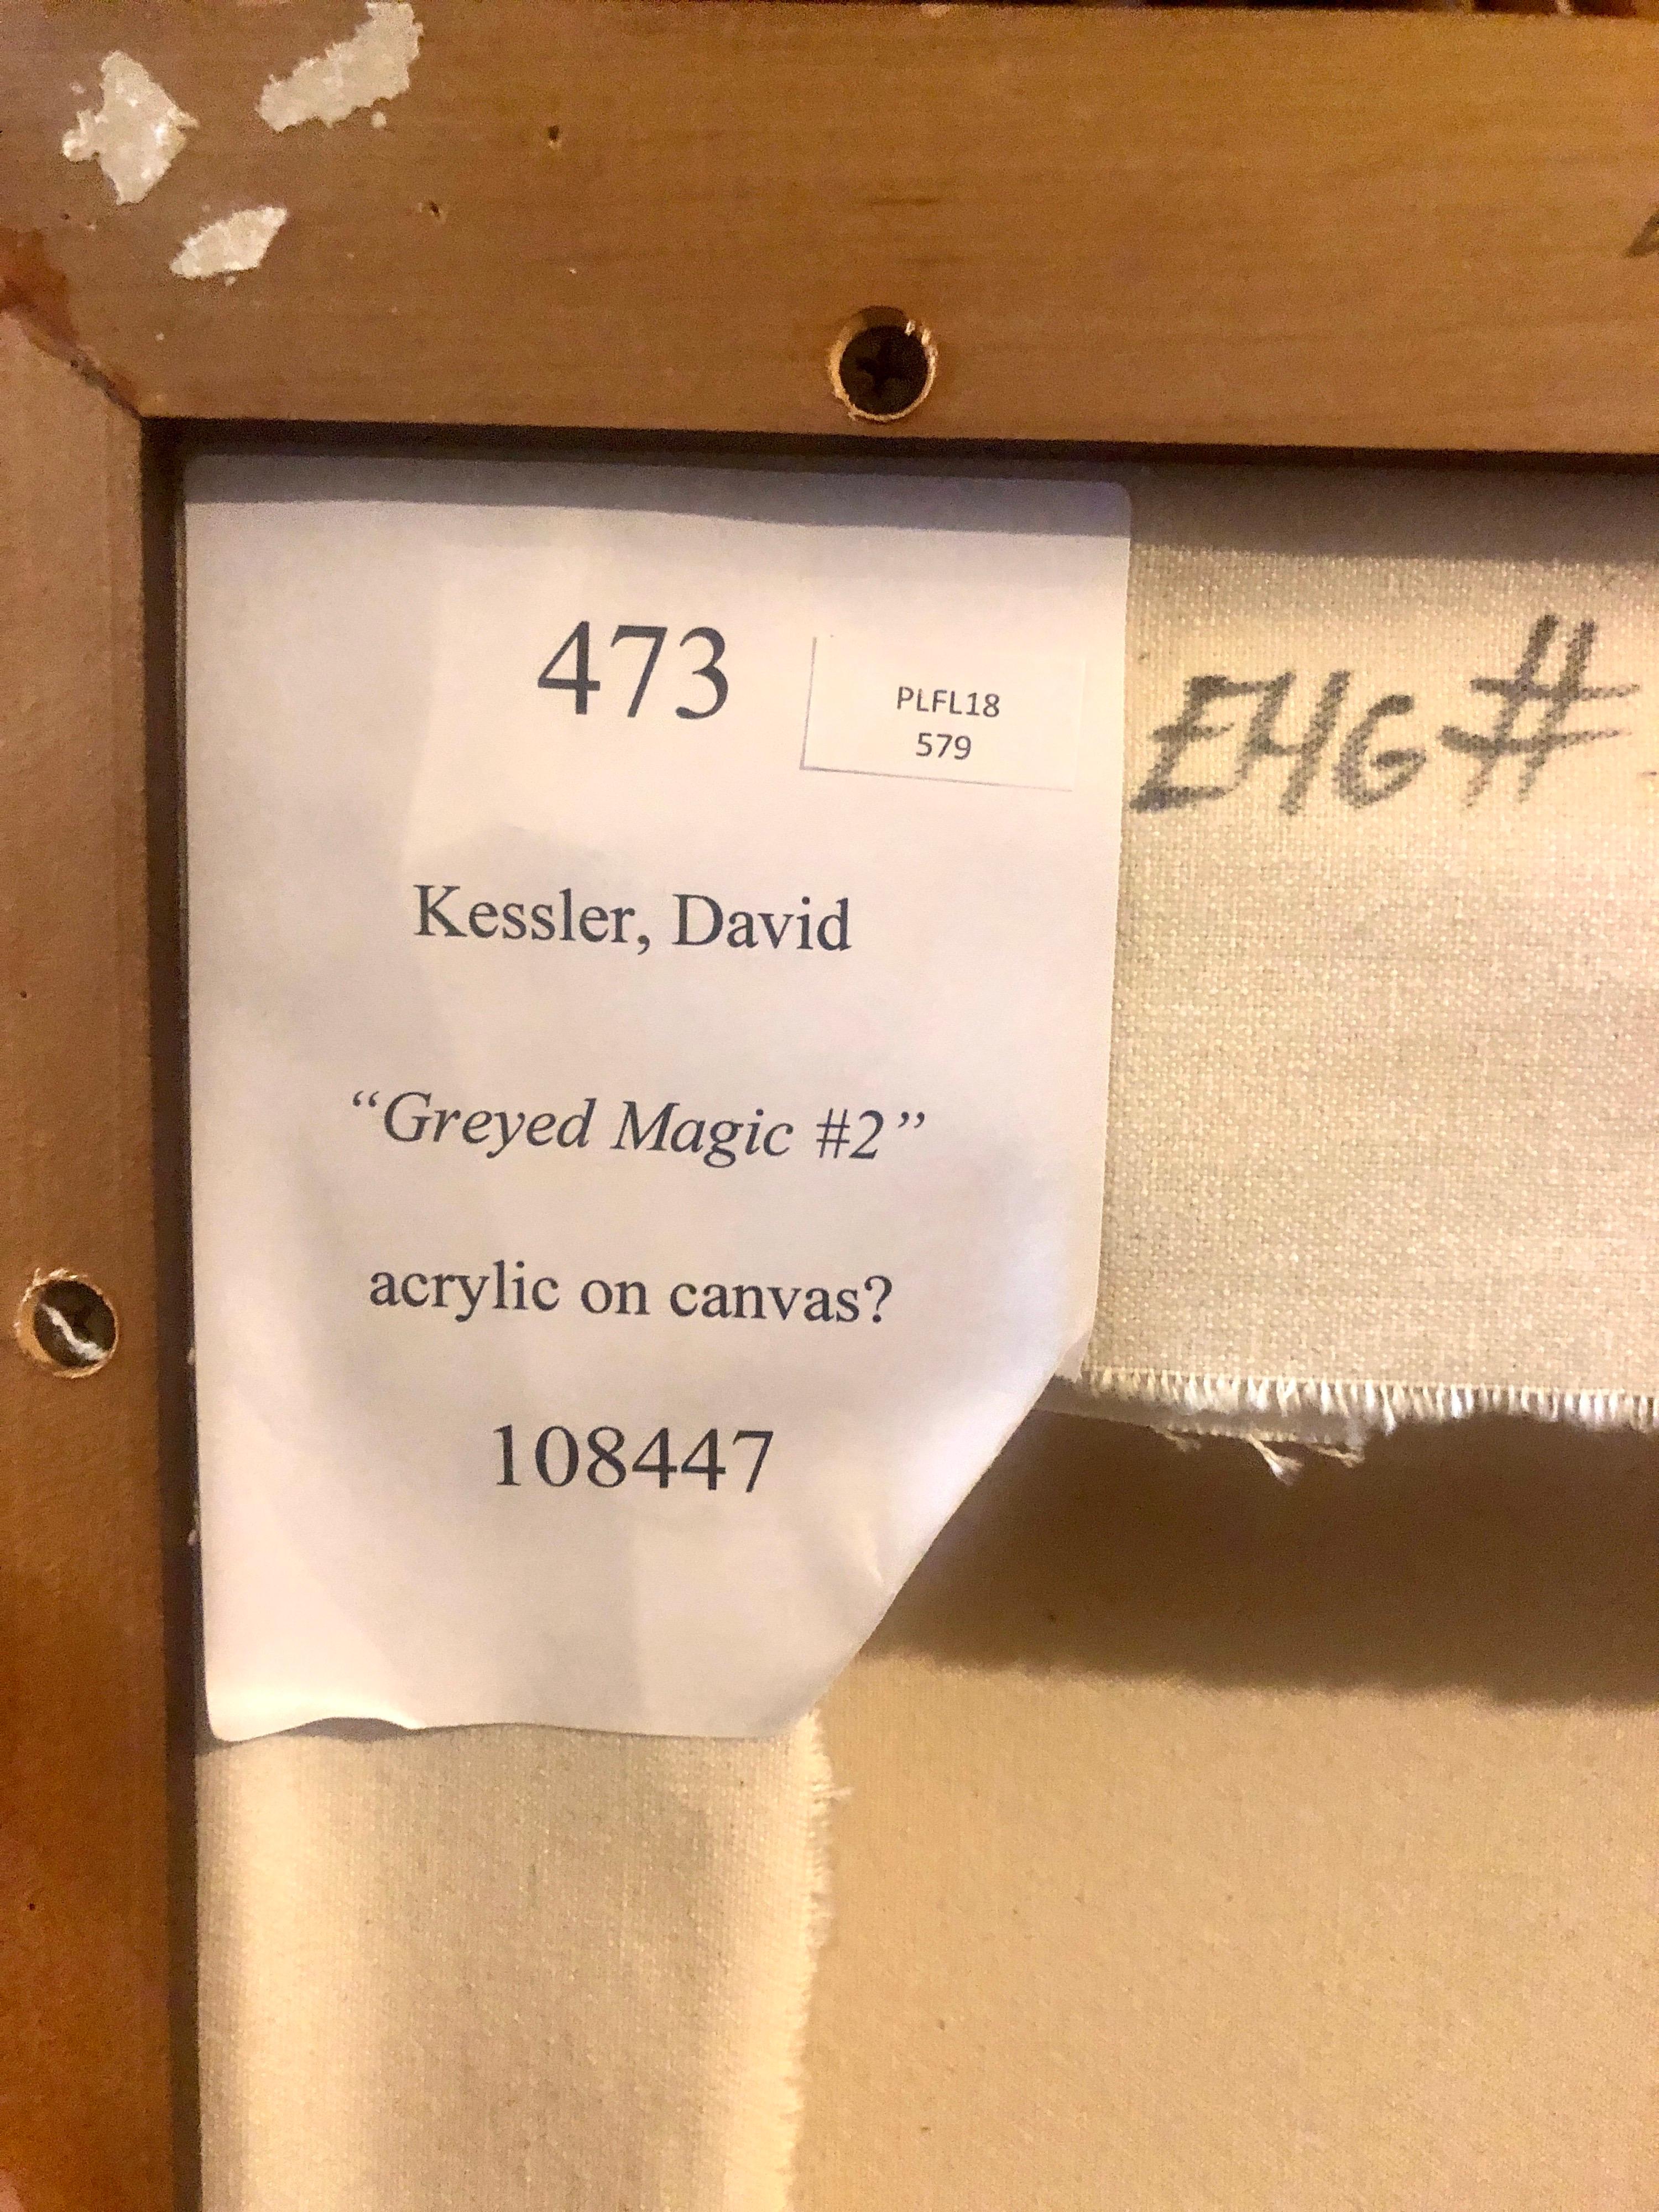 473
PLFL18
579
EHG #
Kessler, David
“Greyed Magic #2”
acrylic on canvas?
108447